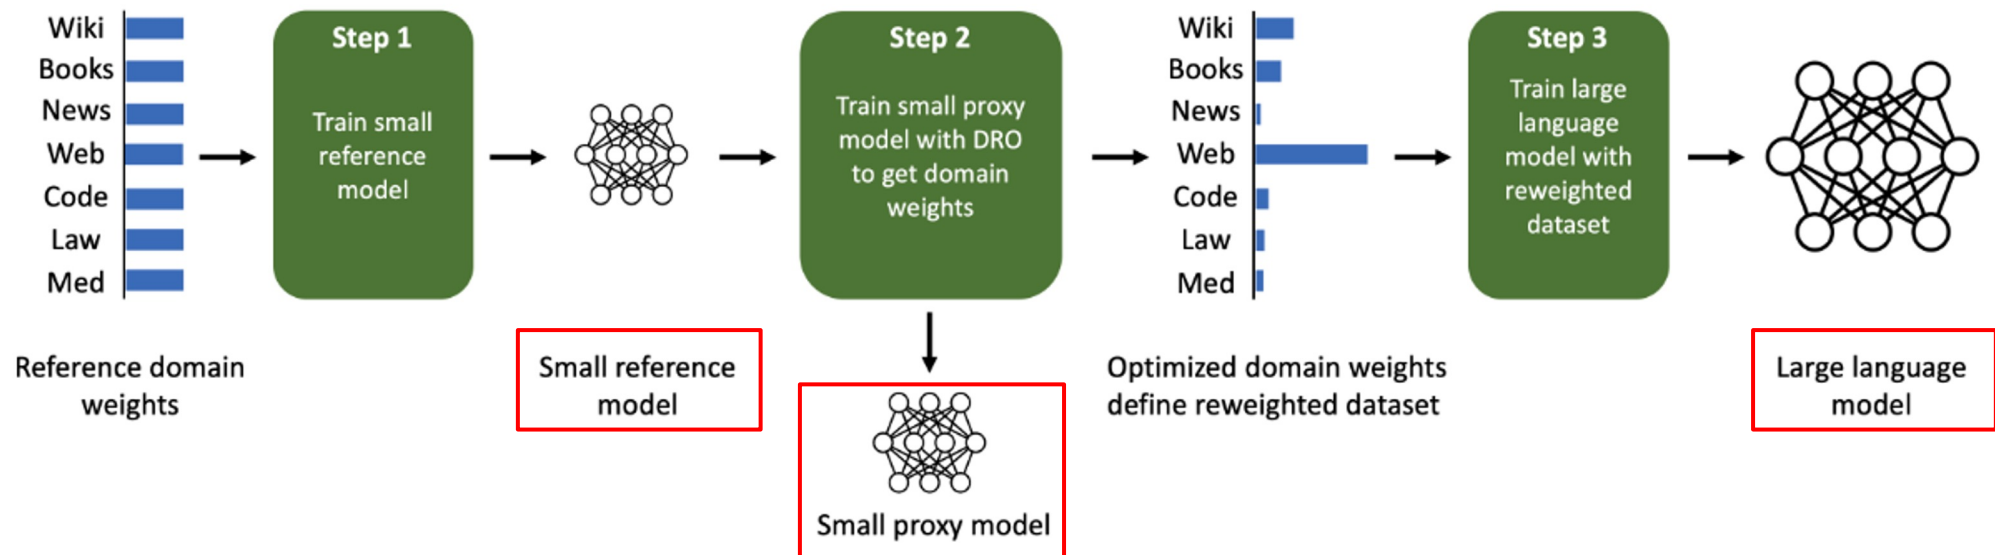 Wiki
Books
News
Web
Code
Law
Med
Reference domain
weights
Step 1
Train small
reference
model
Small reference
model
Step 2
Train small proxy
model with DRO
to get domain
weights
Small proxy model
Wiki
Books
News
Web
Code
Law
Med
Optimized domain weights
define reweighted dataset
Step 3
Train large
language
model with
reweighted
dataset
Large language
model